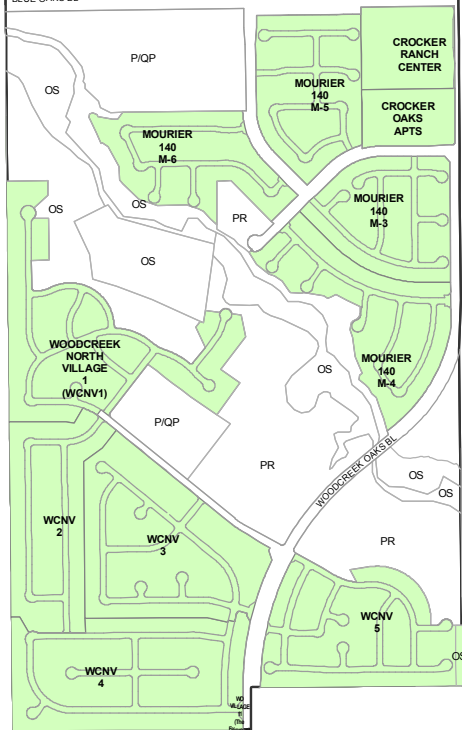 P/QP
CROCKER
RANCH
CENTER
OS
MOURIER
140
M-5
CROCKER
OAKS
APTS
MOURIER
140
M-6
OS
OS
PR
MOURIER
140
M-3
OS
WOODCREEK
NORTH
VILLAGE
1
(WCNV1)
OS
MOURIER
140
M-4
P/QP
PR
WOODCREEK OAKS BL
OS
OS
WCNV
2
WCNV
3
PR
WCNV
5
OS
WCNV
4
VILLAGE